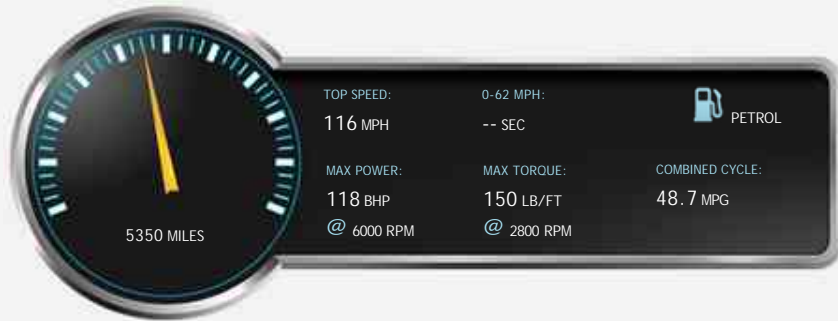 TOP SPEED:
116 MPH
0-62 MPH:
-- SEC
PETROL
MAX POWER:
118 BHP
@ 6000 RPM
MAX TORQUE:
150 LB/FT
@ 2800 RPM
COMBINED CYCLE:
48.7 MPG
5350 MILES